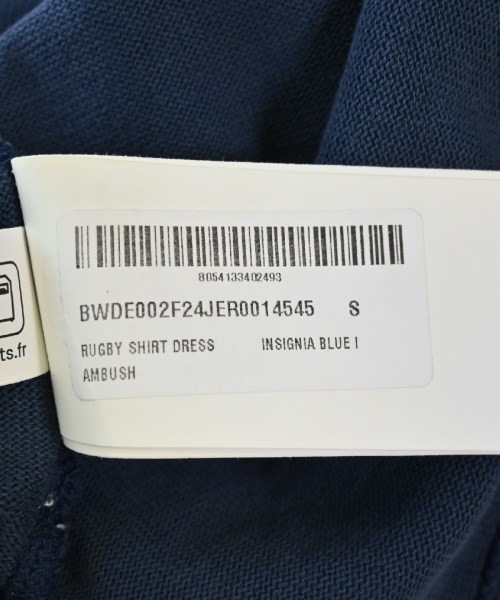 8054133402493
BWDE002F24JER0014545 S
RUGBY SHIRT DRESS INSIGNIA BLUE I
AMBUSH
ts.fr